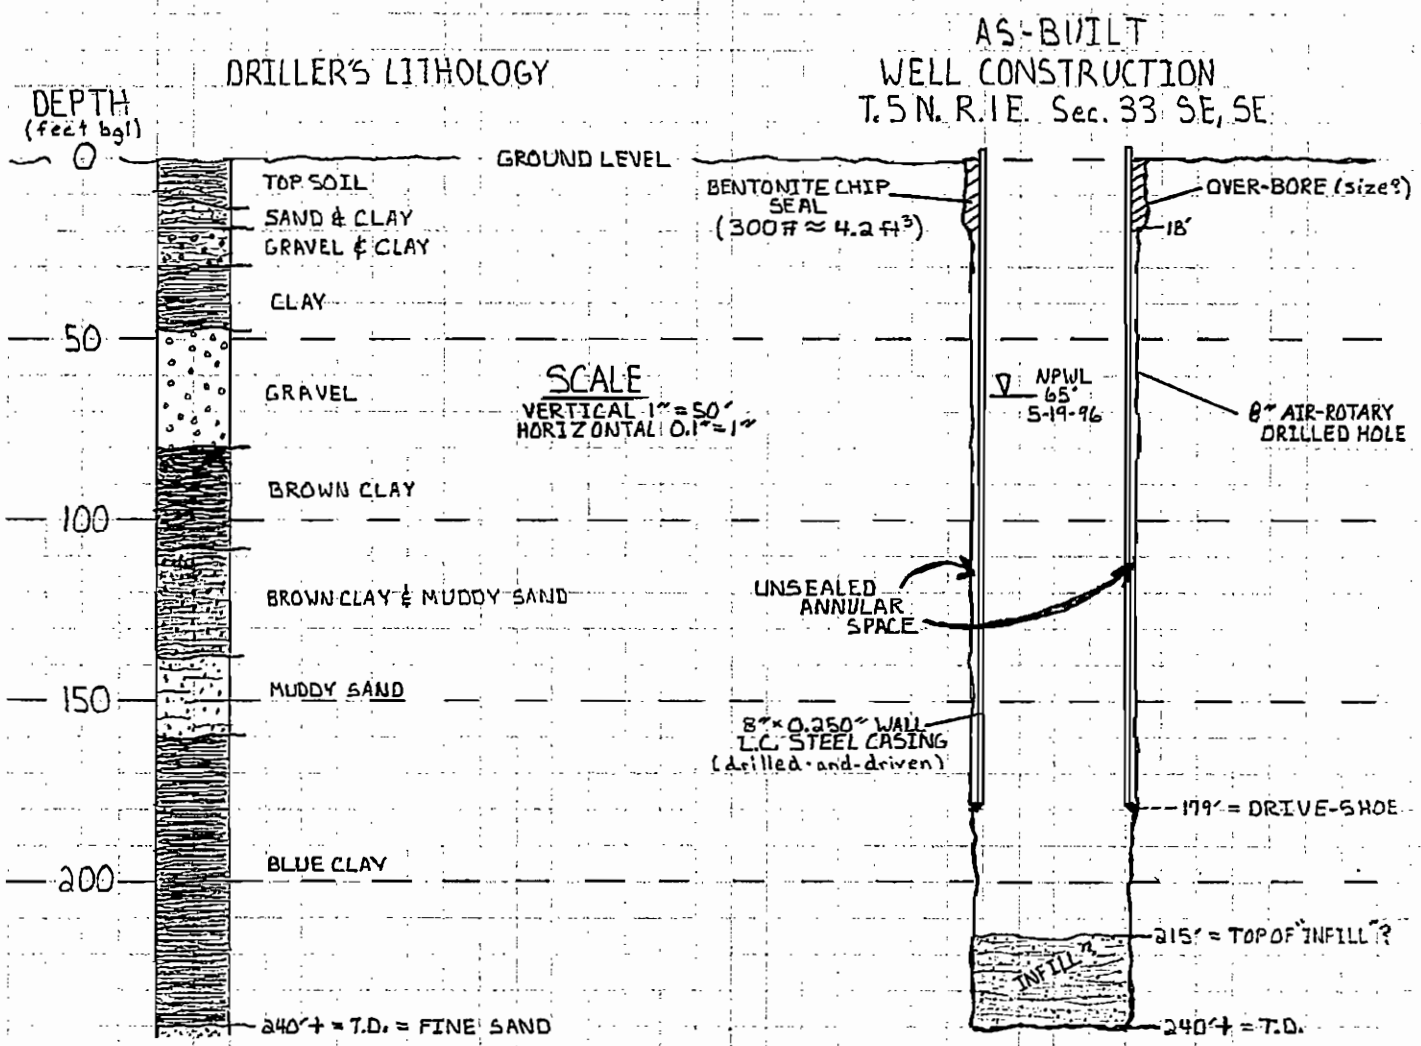 AS-BUILT
DRILLER'S LITHOLOGY
WELL CONSTRUCTION
T.5 N. R.1E. Sec. 33 SE, SE
DEPTH
(feet bgl)
0
GROUND LEVEL
TOP SOIL
SAND & CLAY
GRAVEL & CLAY
CLAY
50
GRAVEL
SCALE
VERTICAL 1" = 50'
HORIZONTAL 0.1" = 1"
BROWN CLAY
100
BROWN CLAY & MUDDY SAND
MUDDY SAND
150
BLUE CLAY
200
240'± = T.D. = FINE SAND
BENTONITE CHIP
SEAL
(300# ≈ 4.2 ft³)
OVER-BORE (size?)
18'
NPWL
65'
5-19-96
8" AIR-ROTARY
DRILLED HOLE
UNSEALED
ANNULAR
SPACE
8" × 0.250" WALL
L.C. STEEL CASING
(drilled-and-driven)
179' = DRIVE-SHOE
215' = TOP OF "INFILL"?
INFILL?
240'± = T.D.